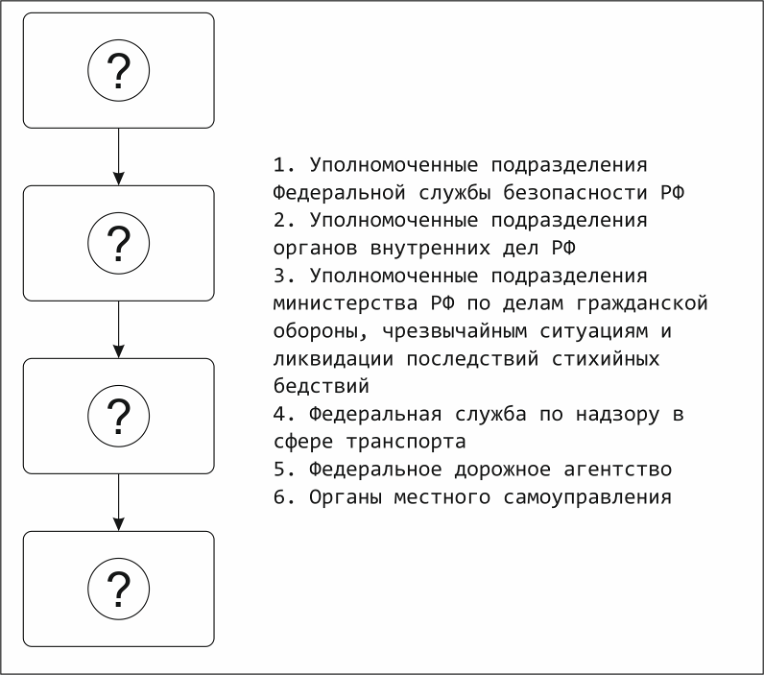 ?
?
?
?
1. Уполномоченные подразделения
Федеральной службы безопасности РФ
2. Уполномоченные подразделения
органов внутренних дел РФ
3. Уполномоченные подразделения
министерства РФ по делам гражданской
обороны, чрезвычайным ситуациям и
ликвидации последствий стихийных
бедствий
4. Федеральная служба по надзору в
сфере транспорта
5. Федеральное дорожное агентство
6. Органы местного самоуправления